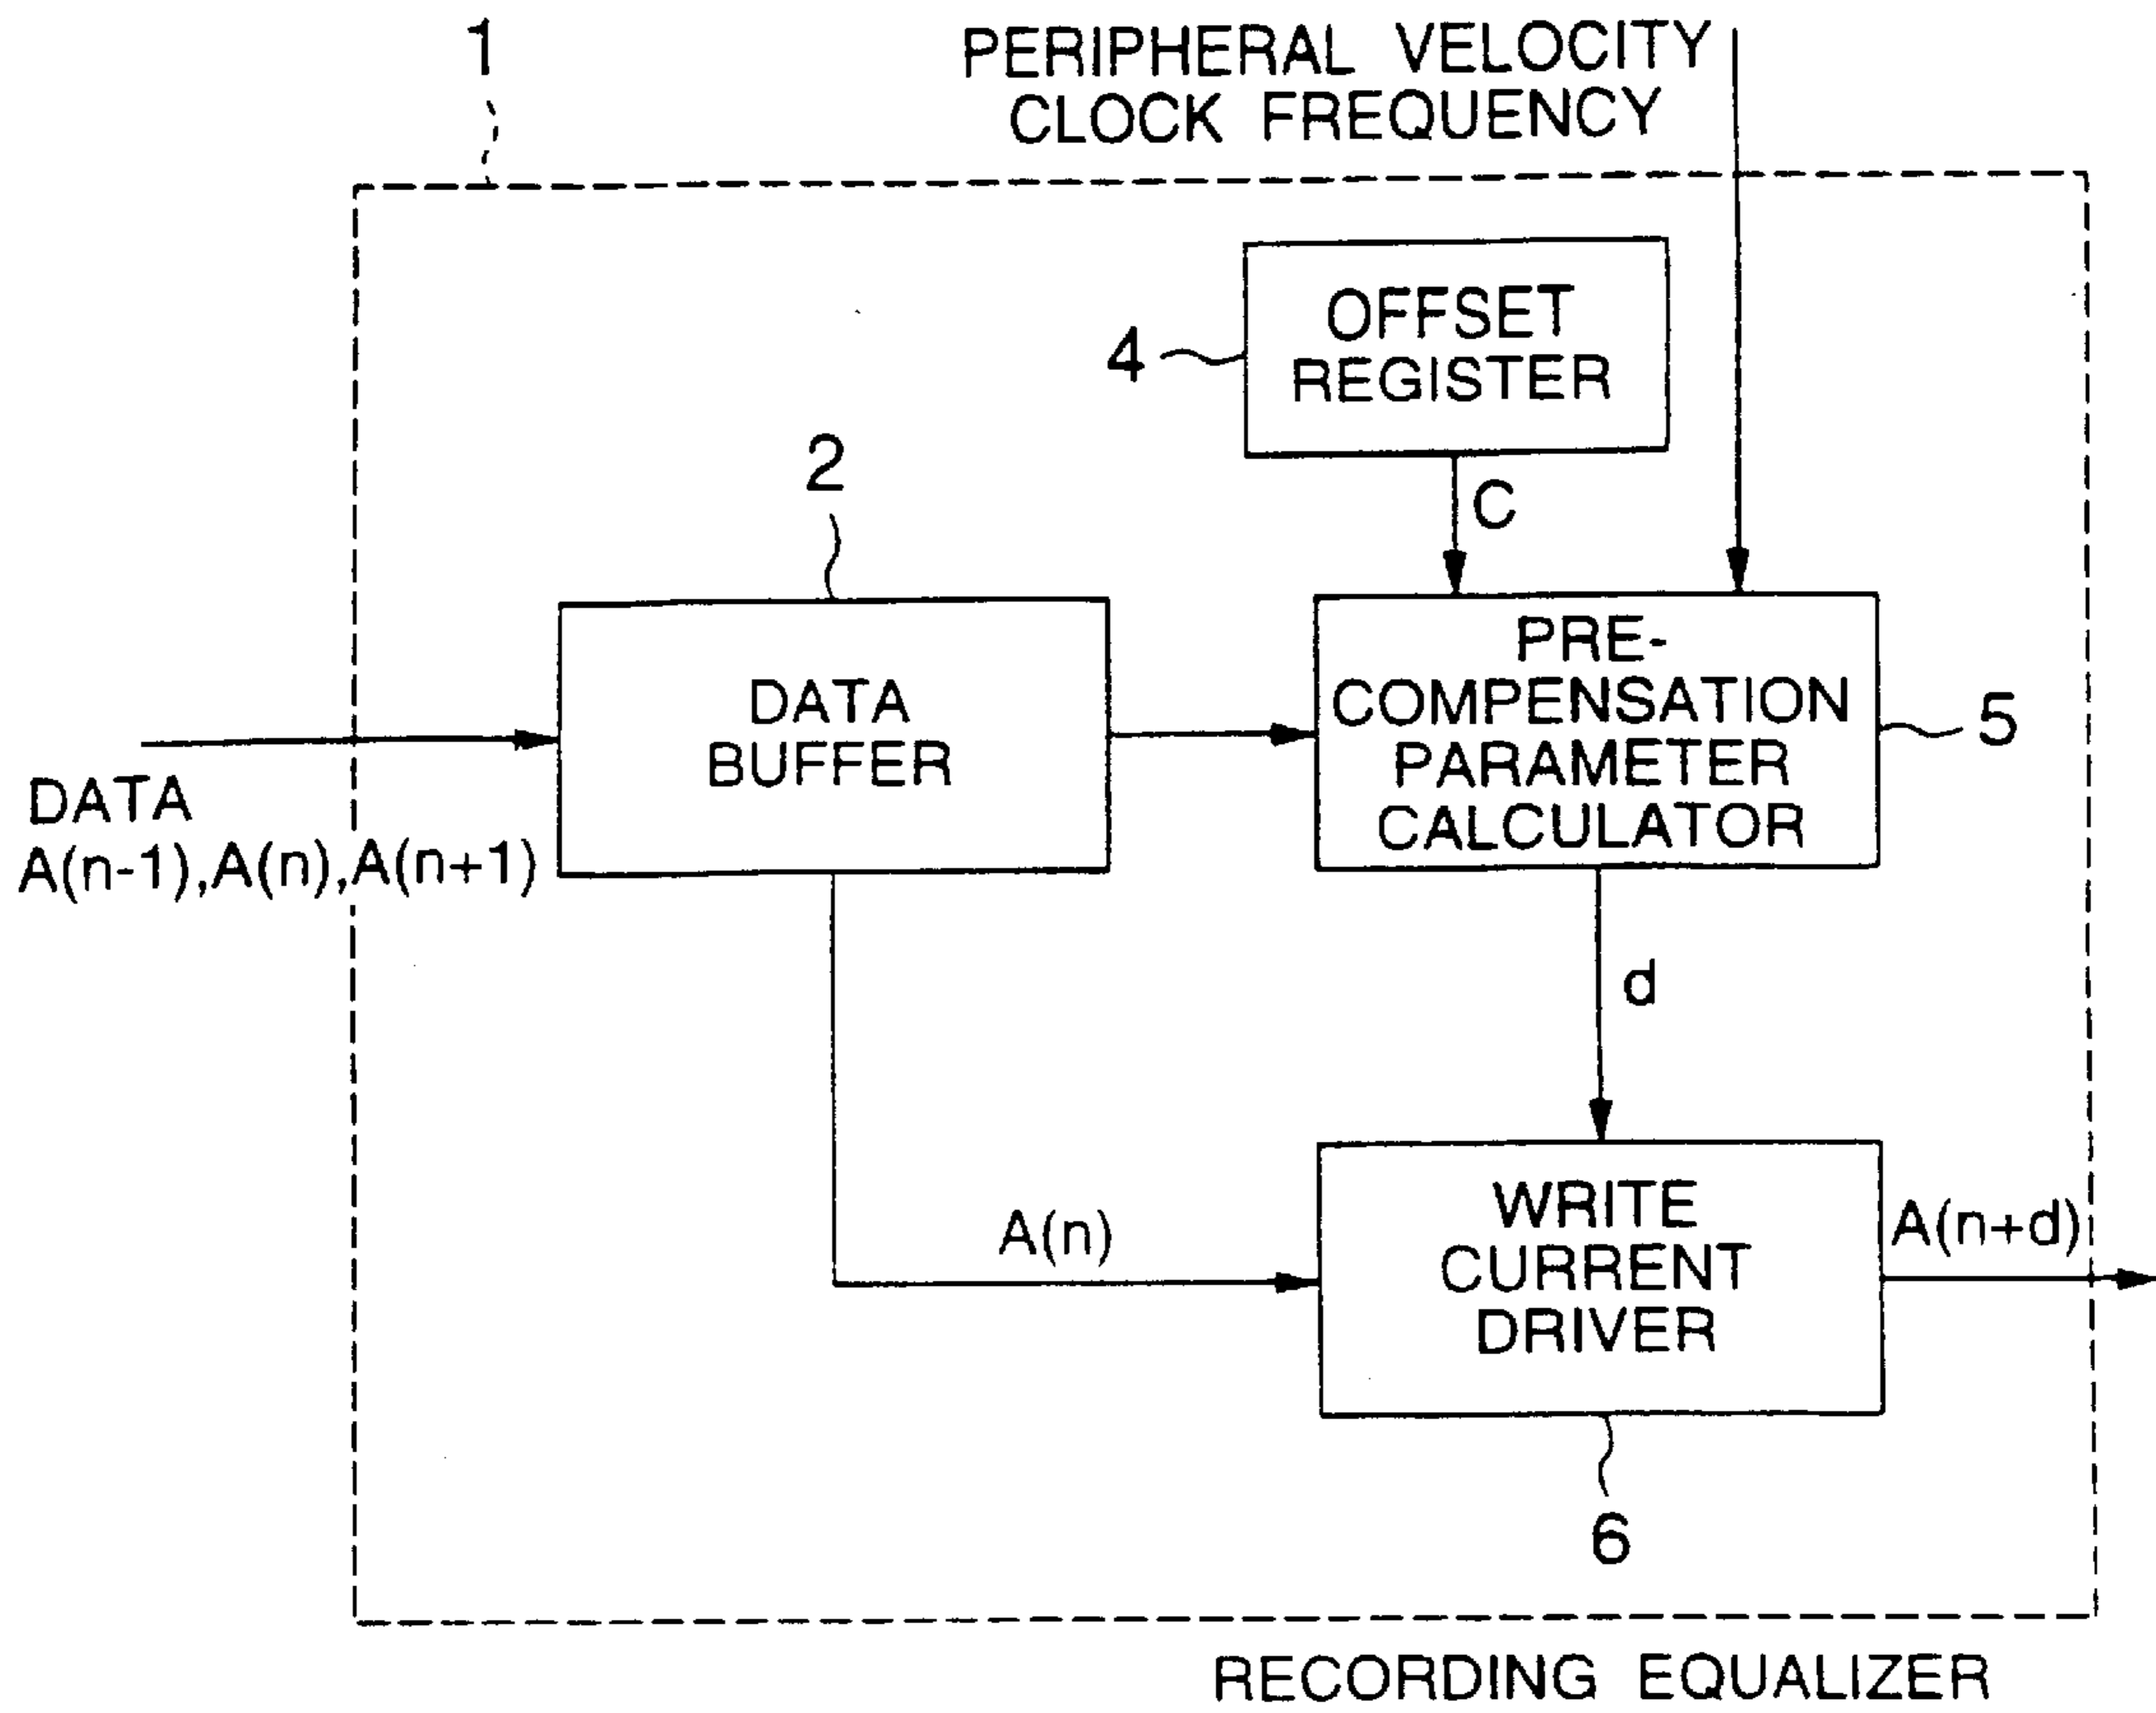 1
PERIPHERAL VELOCITY
CLOCK FREQUENCY
OFFSET
REGISTER
4
C
2
DATA
BUFFER
PRE-
COMPENSATION
PARAMETER
CALCULATOR
5
DATA
A(n-1),A(n),A(n+1)
d
A(n)
WRITE
CURRENT
DRIVER
A(n+d)
6
RECORDING EQUALIZER